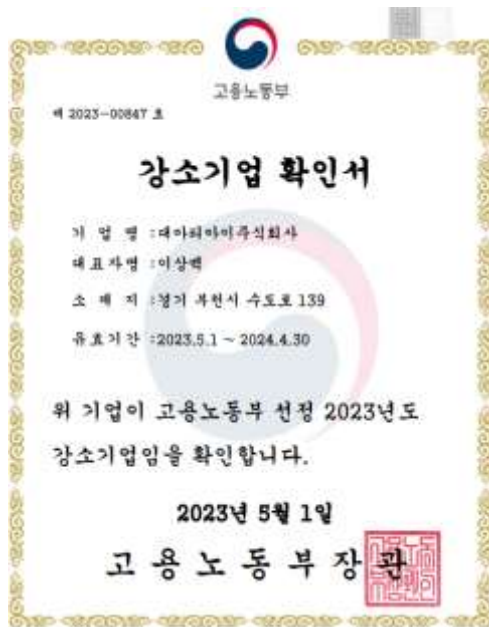 고용노동부
제 2023-00847 호
강소기업 확인서
기 업 명 :대아티아이주식회사
대표자명 :이상백
소 재 지 :경기 부천시 수도로 139
유효기간 :2023.5.1 ~ 2024.4.30
위 기업이 고용노동부 선정 2023년도
강소기업임을 확인합니다.
2023년 5월 1일
고용노동부장관